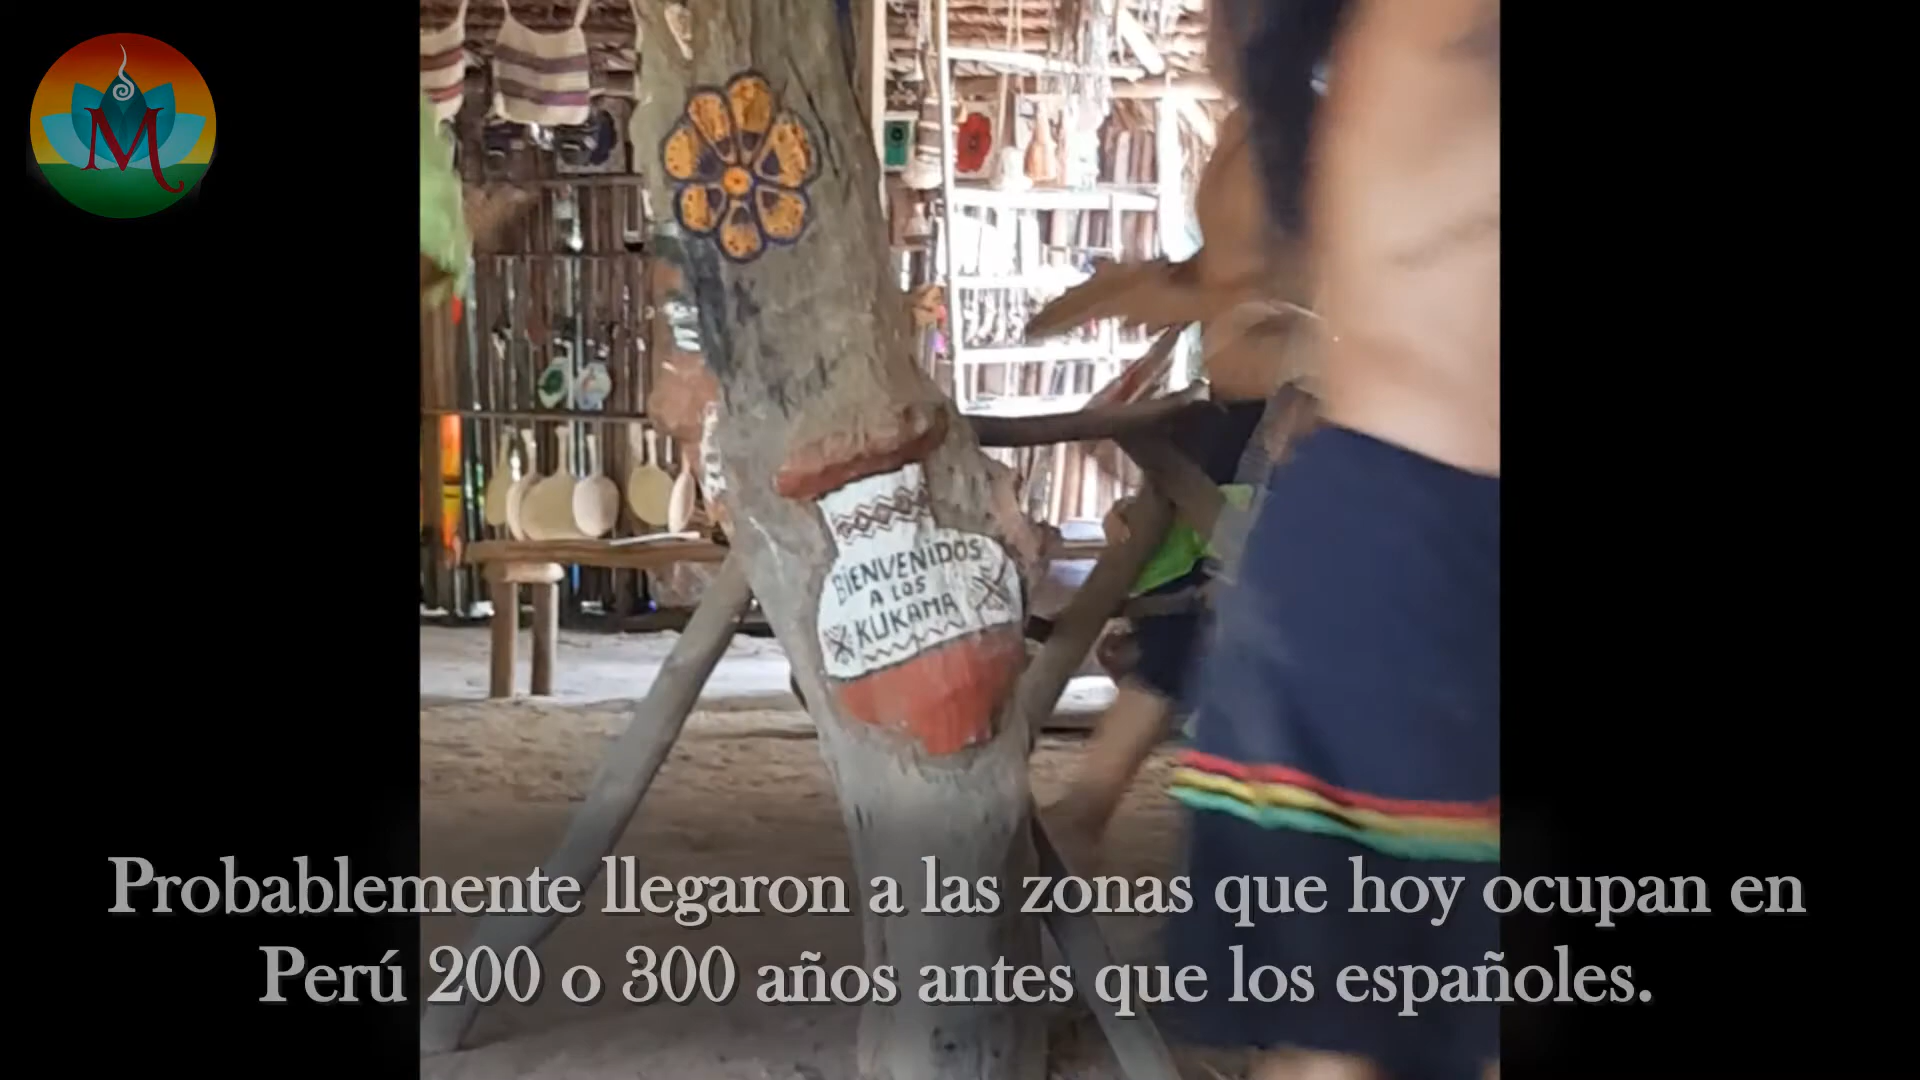 M
BIENVENIDOS
A LOS
KUKAMA
Probablemente llegaron a las zonas que hoy ocupan en
Perú 200 o 300 años antes que los españoles.